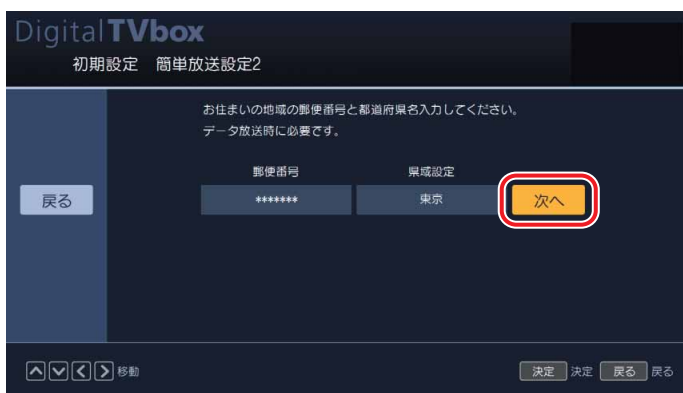 Digital TVbox
初期設定 簡単放送設定2
お住まいの地域の郵便番号と都道府県名入力してください。
データ放送時に必要です。
郵便番号 県域設定
戻る ******* 東京 次へ
移動 決定 決定 戻る 戻る